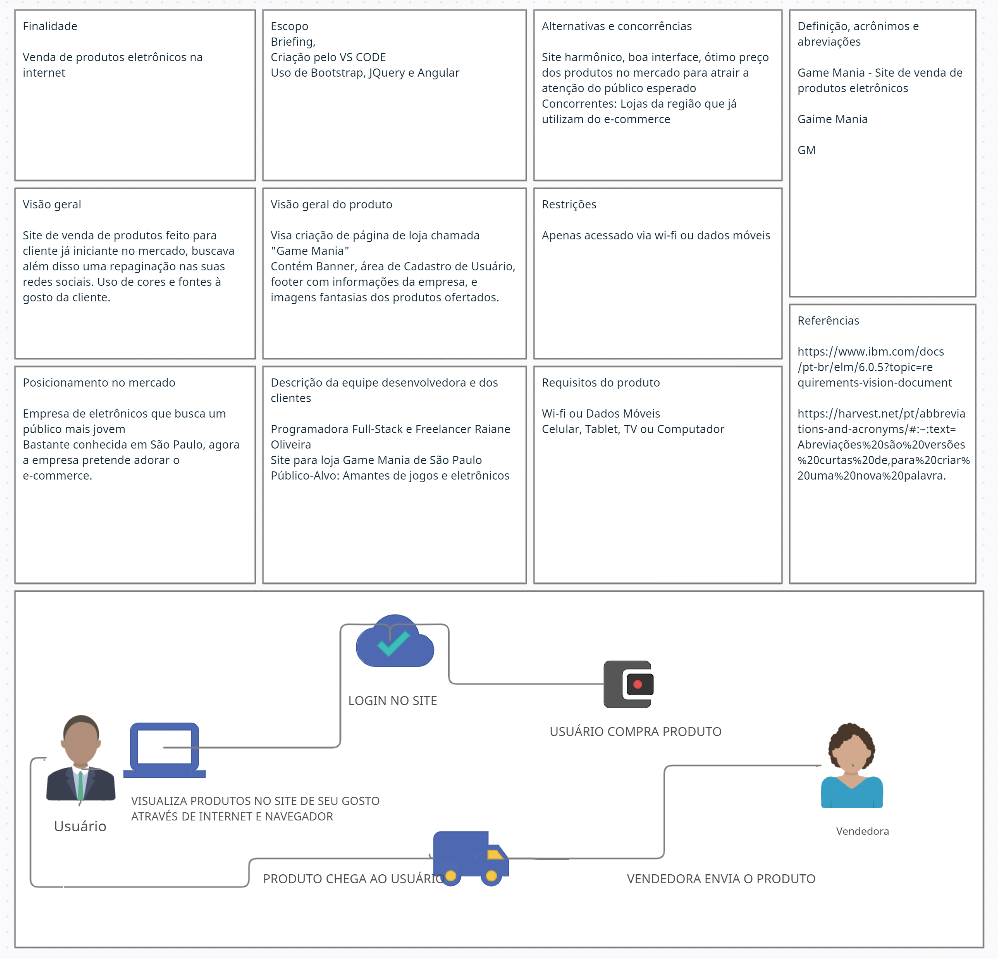 Finalidade
Venda de produtos eletrônicos na
internet
Escopo
Briefing,
Criação pelo VS CODE
Uso de Bootstrap, JQuery e Angular
Alternativas e concorrências
Site harmônico, boa interface, ótimo preço
dos produtos no mercado para atrair a
atenção do público esperado
Concorrentes: Lojas da região que já
utilizam do e-commerce
Definição, acrônimos e
abreviações
Game Mania - Site de venda de
produtos eletrônicos
Gaime Mania
GM
Visão geral
Site de venda de produtos feito para
cliente já iniciante no mercado, buscava
além disso uma repaginação nas suas
redes sociais. Uso de cores e fontes à
gosto da cliente.
Visão geral do produto
Visa criação de página de loja chamada
"Game Mania"
Contém Banner, área de Cadastro de Usuário,
footer com informações da empresa, e
imagens fantasias dos produtos ofertados.
Restrições
Apenas acessado via wi-fi ou dados móveis
Referências
https://www.ibm.com/docs
/pt-br/elm/6.0.5?topic=re
quirements-vision-document
https://harvest.net/pt/abbrevia
tions-and-acronyms/#:~:text=
Abreviações%20são%20versões
%20curtas%20de,para%20criar%
20uma%20nova%20palavra.
Posicionamento no mercado
Empresa de eletrônicos que busca um
público mais jovem
Bastante conhecida em São Paulo, agora
a empresa pretende adorar o
e-commerce.
Descrição da equipe desenvolvedora e dos
clientes
Programadora Full-Stack e Freelancer Raiane
Oliveira
Site para loja Game Mania de São Paulo
Público-Alvo: Amantes de jogos e eletrônicos
Requisitos do produto
Wi-fi ou Dados Móveis
Celular, Tablet, TV ou Computador
LOGIN NO SITE
USUÁRIO COMPRA PRODUTO
VISUALIZA PRODUTOS NO SITE DE SEU GOSTO
ATRAVÉS DE INTERNET E NAVEGADOR
Usuário
Vendedora
PRODUTO CHEGA AO USUÁRIO
VENDEDORA ENVIA O PRODUTO